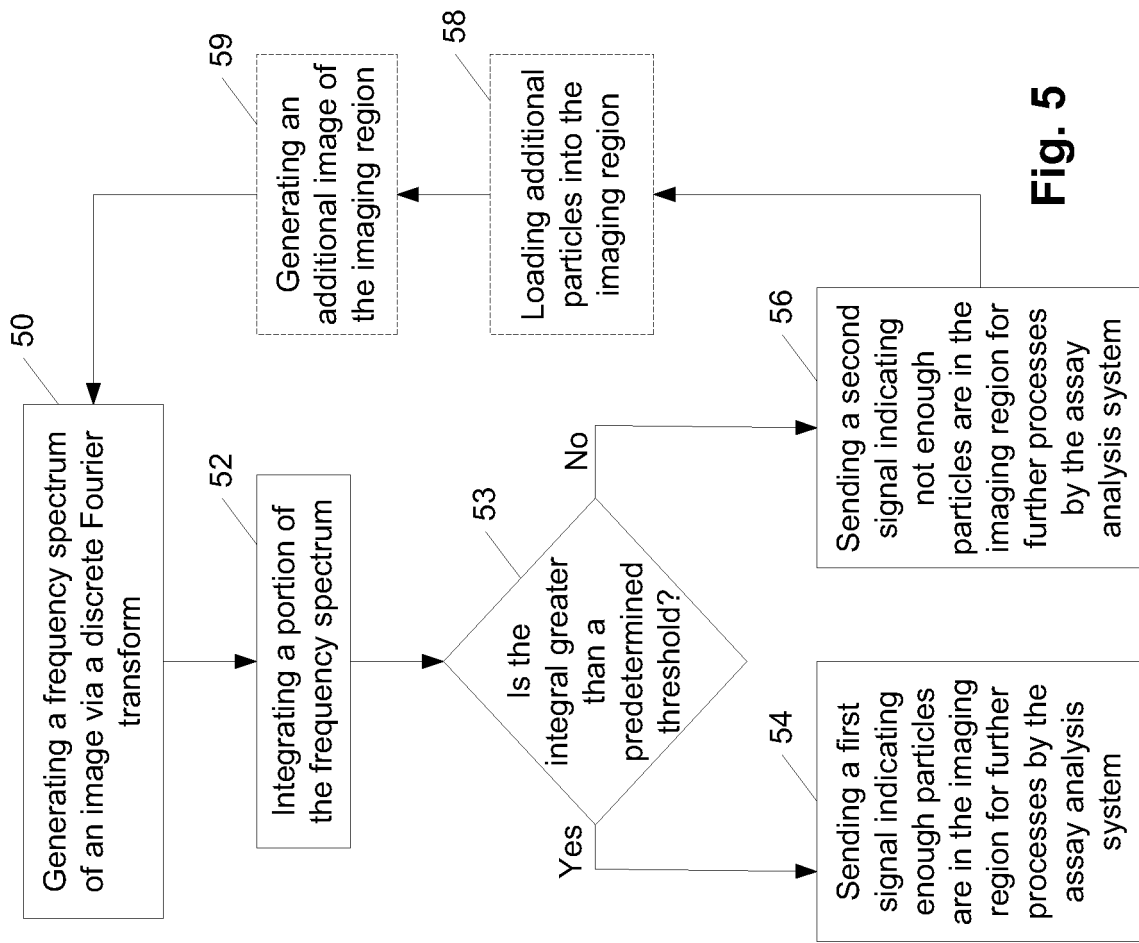 50
Generating a frequency spectrum
of an image via a discrete Fourier
transform
52
Integrating a portion of
the frequency spectrum
53
Is the
integral greater
than a
predetermined
threshold?
Yes
No
54
Sending a first
signal indicating
enough particles
are in the imaging
region for further
processes by the
assay analysis
system
56
Sending a second
signal indicating
not enough
particles are in the
imaging region for
further processes
by the assay
analysis system
58
Loading additional
particles into the
imaging region
59
Generating an
additional image of
the imaging region
Fig. 5